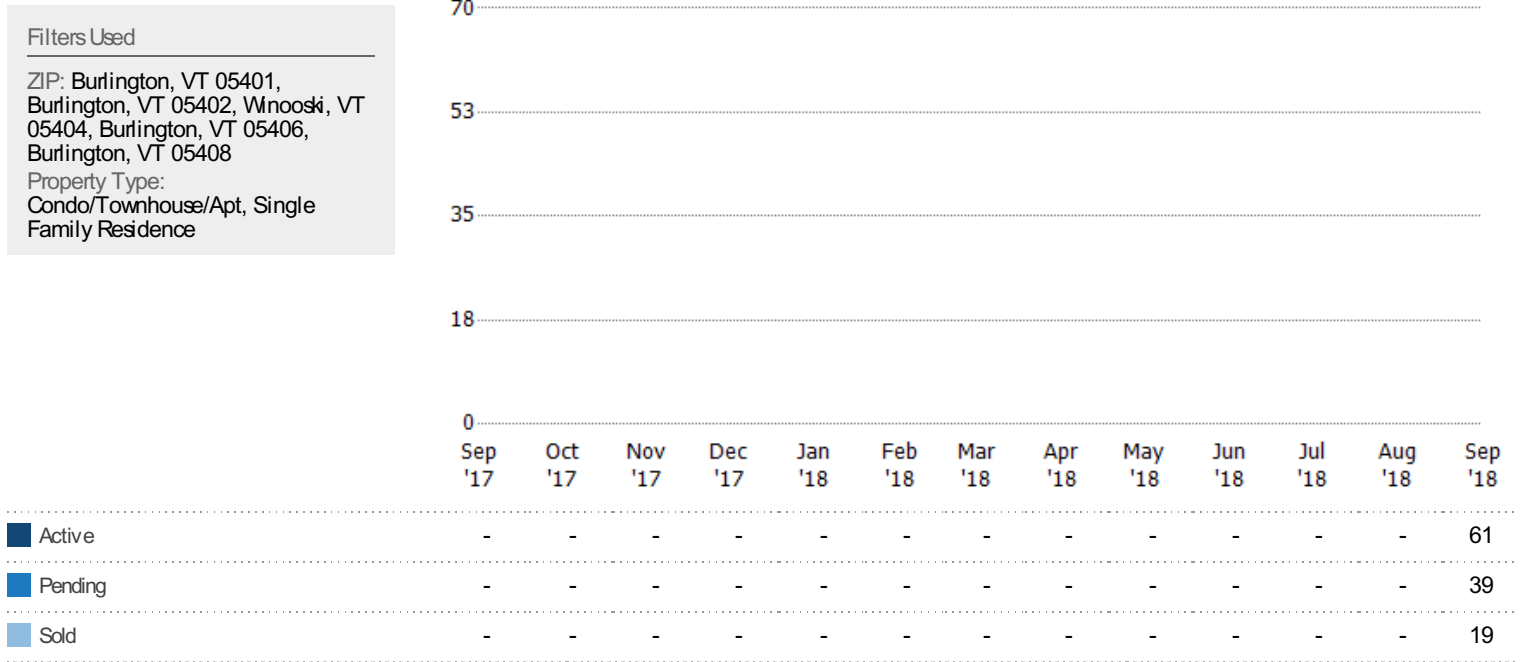 Filters Used
ZIP: Burlington, VT 05401,
Burlington, VT 05402, Winooski, VT
05404, Burlington, VT 05406,
Burlington, VT 05408
Property Type:
Condo/Townhouse/Apt, Single
Family Residence
70
53
35
18
0
Sep Oct Nov Dec Jan Feb Mar Apr May Jun Jul Aug Sep
'17 '17 '17 '17 '18 '18 '18 '18 '18 '18 '18 '18 '18
Active - - - - - - - - - - - - 61
Pending - - - - - - - - - - - - 39
Sold - - - - - - - - - - - - 19